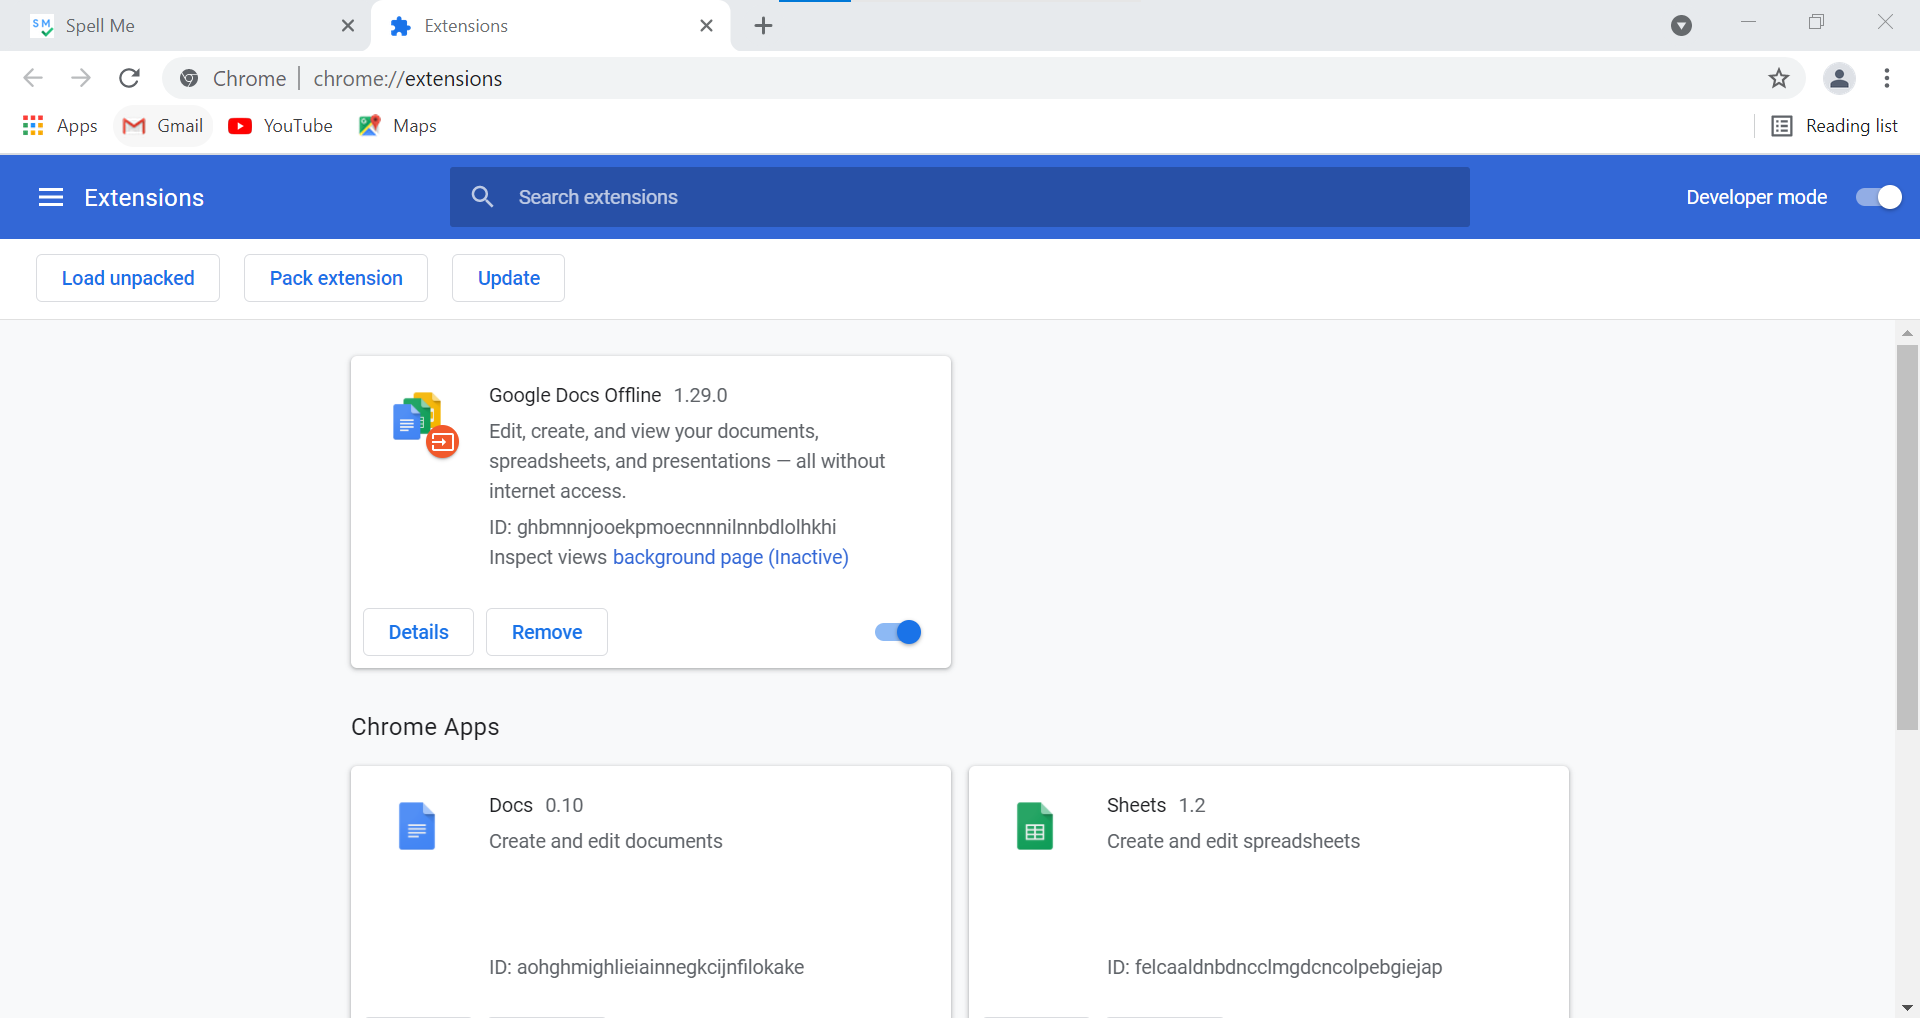 SM Spell Me
Extensions
Chrome chrome://extensions
Apps Gmail YouTube Maps Reading list
Extensions Search extensions Developer mode
Load unpacked Pack extension Update
Google Docs Offline 1.29.0
Edit, create, and view your documents,
spreadsheets, and presentations — all without
internet access.
ID: ghbmnnjooekpmoecnnnilnnbdlolhkhi
Inspect views background page (Inactive)
Details Remove
Chrome Apps
Docs 0.10
Create and edit documents
ID: aohghmighlieiainnegkcijnfilokake
Sheets 1.2
Create and edit spreadsheets
ID: felcaaldnbdncclmgdcncolpebgiejap